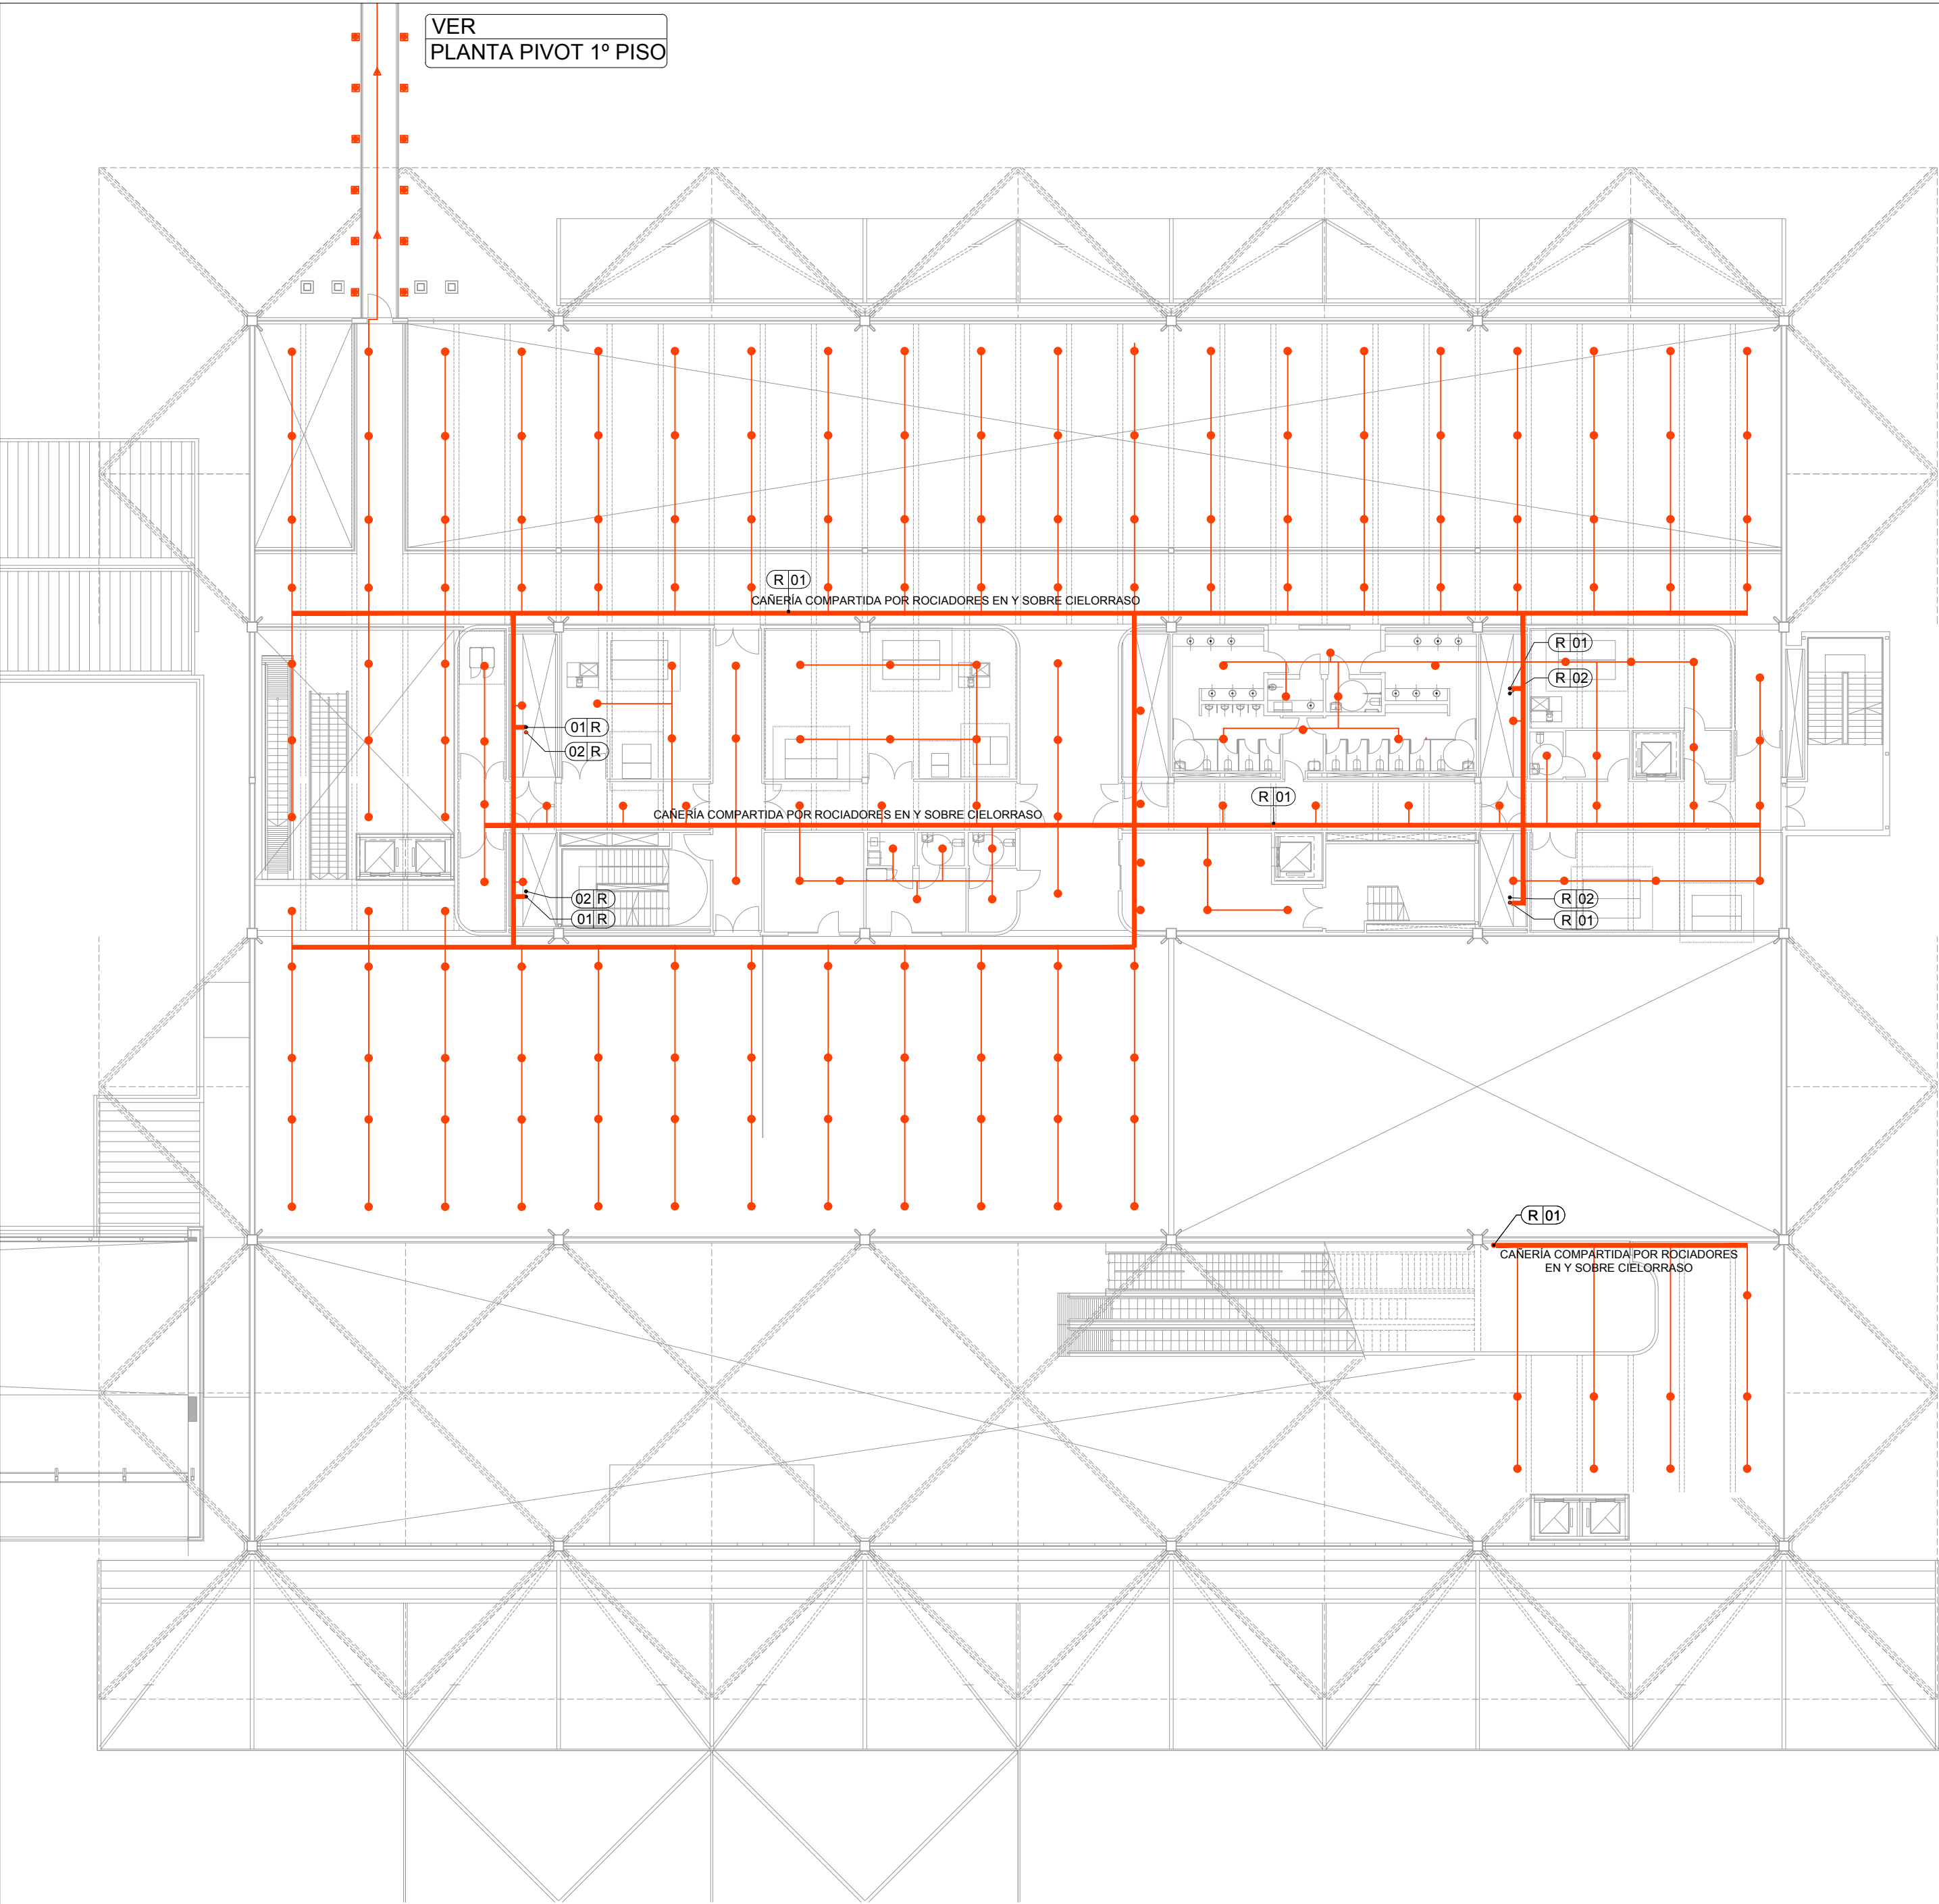 VER
PLANTA PIVOT 1º PISO
R 01
CAÑERÍA COMPARTIDA POR ROCIADORES EN Y SOBRE CIELORRASO
R 01
R 02
01 R
02 R
R 01
CAÑERÍA COMPARTIDA POR ROCIADORES EN Y SOBRE CIELORRASO
02 R
01 R
R 02
R 01
R 01
CAÑERÍA COMPARTIDA POR ROCIADORES
EN Y SOBRE CIELORRASO